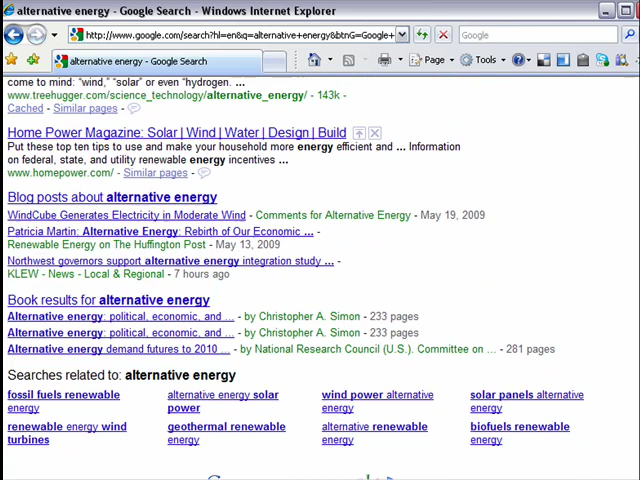 alternative energy - Google Search - Windows Internet Explorer
http://www.google.com/search?hl=en&q=alternative+energy&btnG=Google+
Google
alternative energy - Google Search
Page
Tools
come to mind: "wind," "solar" or even "hydrogen. ...
www.treehugger.com/science_technology/alternative_energy/ - 143k -
Cached - Similar pages -
Home Power Magazine: Solar | Wind | Water | Design | Build
Put these top ten tips to use and make your household more energy efficient and ... Information
on federal, state, and utility renewable energy incentives ...
www.homepower.com/ - Similar pages -
Blog posts about alternative energy
WindCube Generates Electricity in Moderate Wind - Comments for Alternative Energy - May 19, 2009
Patricia Martin: Alternative Energy: Rebirth of Our Economic ... -
Renewable Energy on The Huffington Post - May 13, 2009
Northwest governors support alternative energy integration study ... -
KLEW - News - Local & Regional - 7 hours ago
Book results for alternative energy
Alternative energy: political, economic, and ... - by Christopher A. Simon - 233 pages
Alternative energy: political, economic, and ... - by Christopher A. Simon - 233 pages
Alternative energy demand futures to 2010 ... - by National Research Council (U.S.). Committee on ... - 281 pages
Searches related to: alternative energy
fossil fuels renewable energy
alternative energy solar power
wind power alternative energy
solar panels alternative energy
renewable energy wind turbines
geothermal renewable energy
alternative renewable energy
biofuels renewable energy